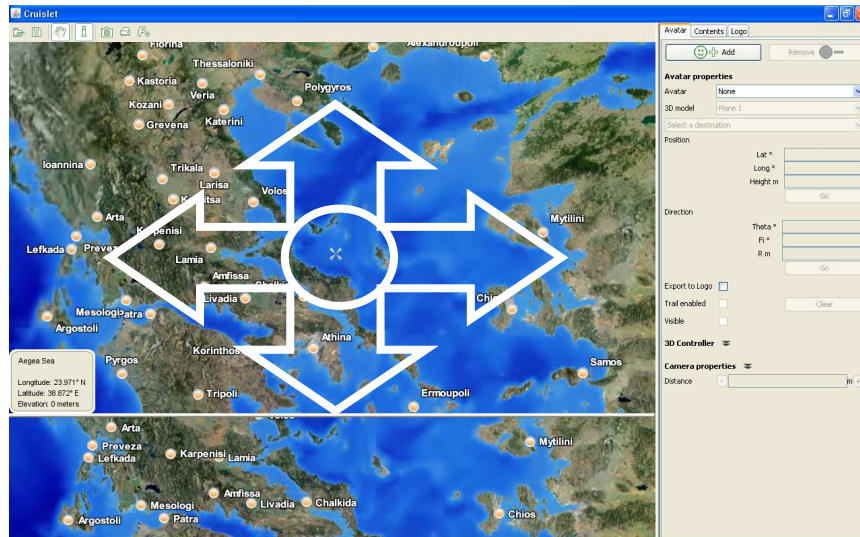 Cruislet
Florina
Alexandroupoli
Thessaloniki
Kastoria
Veria
Polygyros
Kozani
Grevena
Katerini
Ioannina
Trikala
Larisa
Volos
Arta
Karpenisi
Mytilini
Lefkada
Preveza
Lamia
Amfissa
Livadia
Mesologi
Patra
Argostoli
Athina
Korinthos
Pyrgos
Samos
Tripoli
Ermoupoli
Aegea Sea
Longitude: 23.971° N
Latitude: 38.872° E
Elevation: 0 meters
Arta
Preveza
Lefkada
Karpenisi
Lamia
Mytilini
Amfissa
Livadia
Chalkida
Mesologi
Patra
Argostoli
Chios
Avatar Contents Logo
Add Remove
Avatar properties
Avatar None
3D model Plane 1
Select a destination
Position
Lat °
Long °
Height m
Go
Direction
Theta °
Fi °
R m
Go
Export to Logo
Trail enabled Clear
Visible
3D Controller
Camera properties
Distance - m +